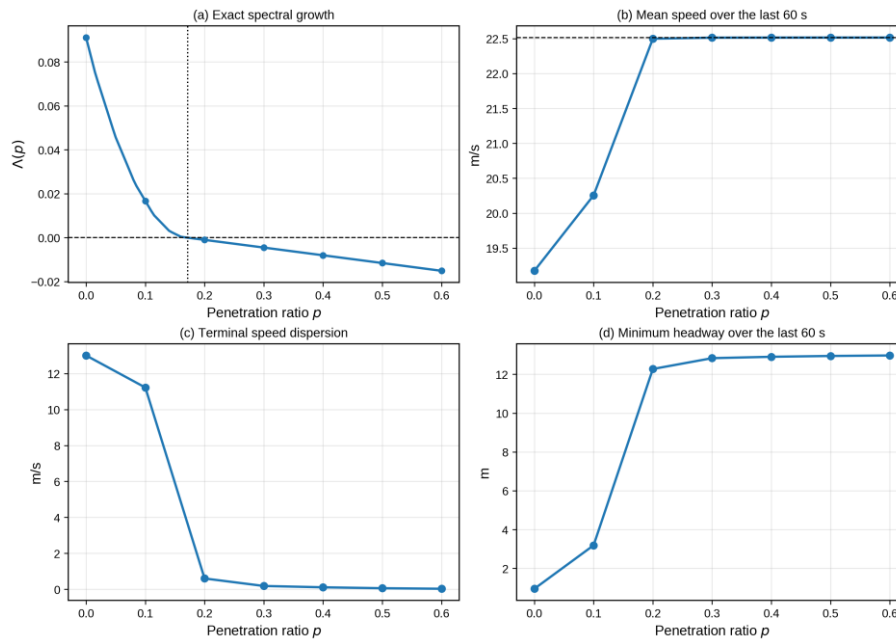 (a) Exact spectral growth
0.08
0.06
0.04
0.02
0.00
−0.02
Λ(p)
0.0 0.1 0.2 0.3 0.4 0.5 0.6
Penetration ratio p
(b) Mean speed over the last 60 s
22.5
22.0
21.5
21.0
20.5
20.0
19.5
m/s
0.0 0.1 0.2 0.3 0.4 0.5 0.6
Penetration ratio p
(c) Terminal speed dispersion
12
10
8
6
4
2
0
m/s
0.0 0.1 0.2 0.3 0.4 0.5 0.6
Penetration ratio p
(d) Minimum headway over the last 60 s
12
10
8
6
4
2
m
0.0 0.1 0.2 0.3 0.4 0.5 0.6
Penetration ratio p